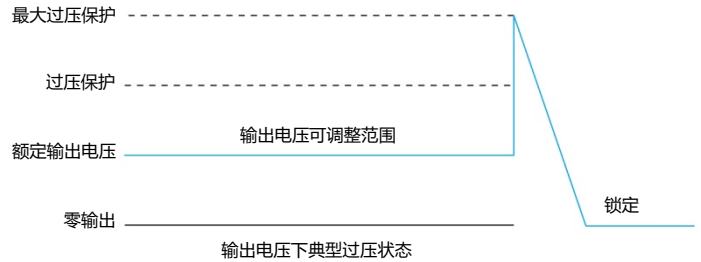 最大过压保护
过压保护
输出电压可调整范围
额定输出电压
锁定
零输出
输出电压下典型过压状态